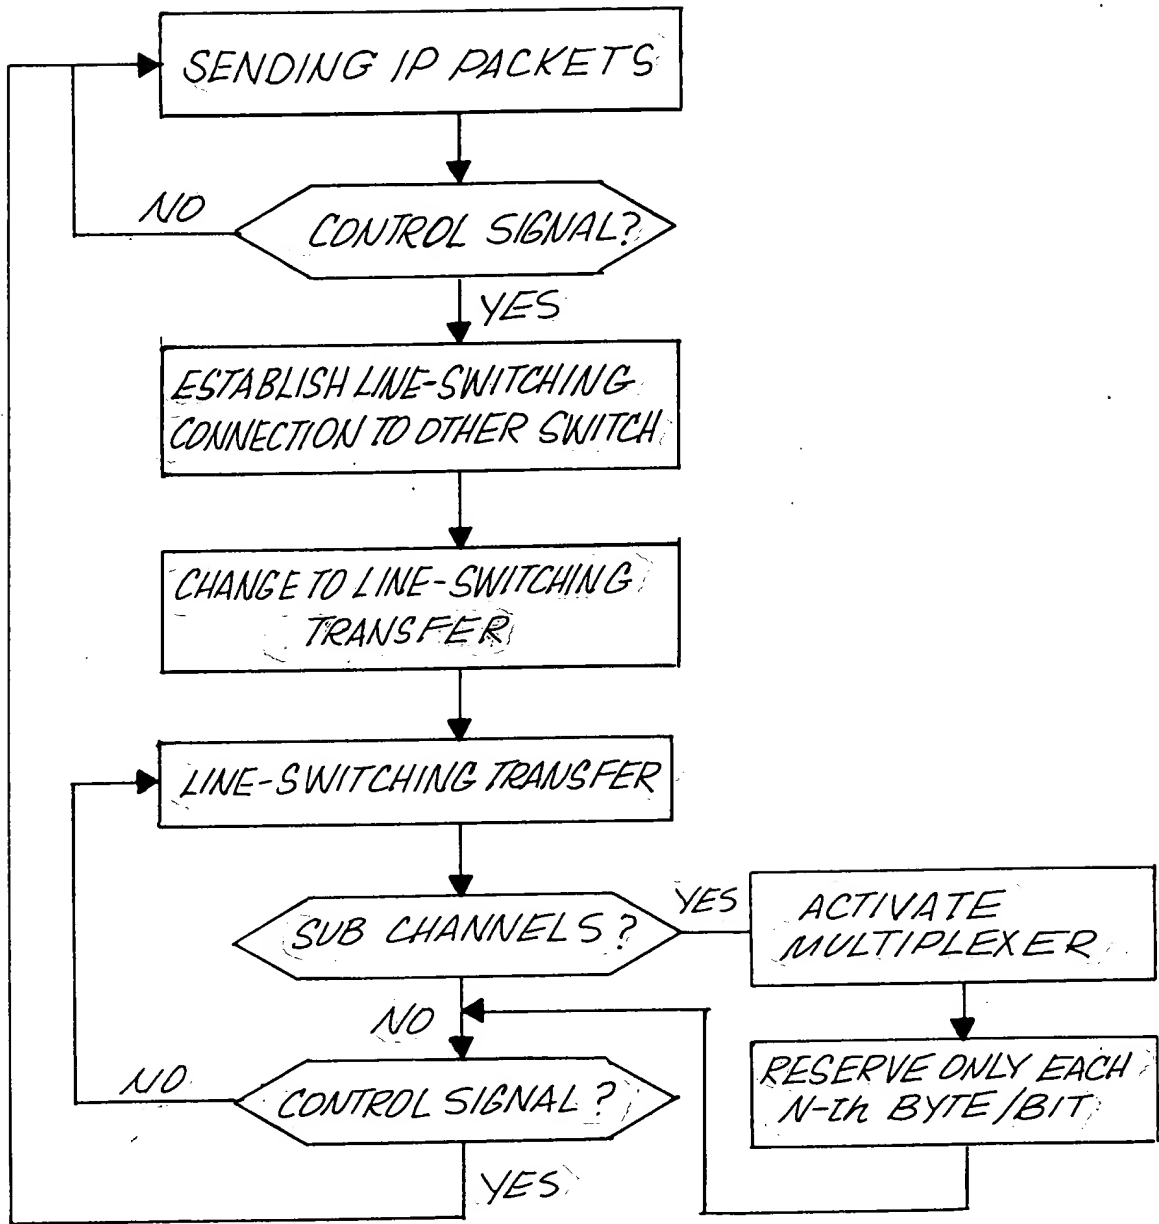 SENDING IP PACKETS
NO
CONTROL SIGNAL?
YES
ESTABLISH LINE-SWITCHING
CONNECTION TO OTHER SWITCH
CHANGE TO LINE-SWITCHING
TRANSFER
LINE-SWITCHING TRANSFER
SUB CHANNELS?
YES
ACTIVATE
MULTIPLEXER
NO
RESERVE ONLY EACH
N-th BYTE/BIT
NO
CONTROL SIGNAL?
YES